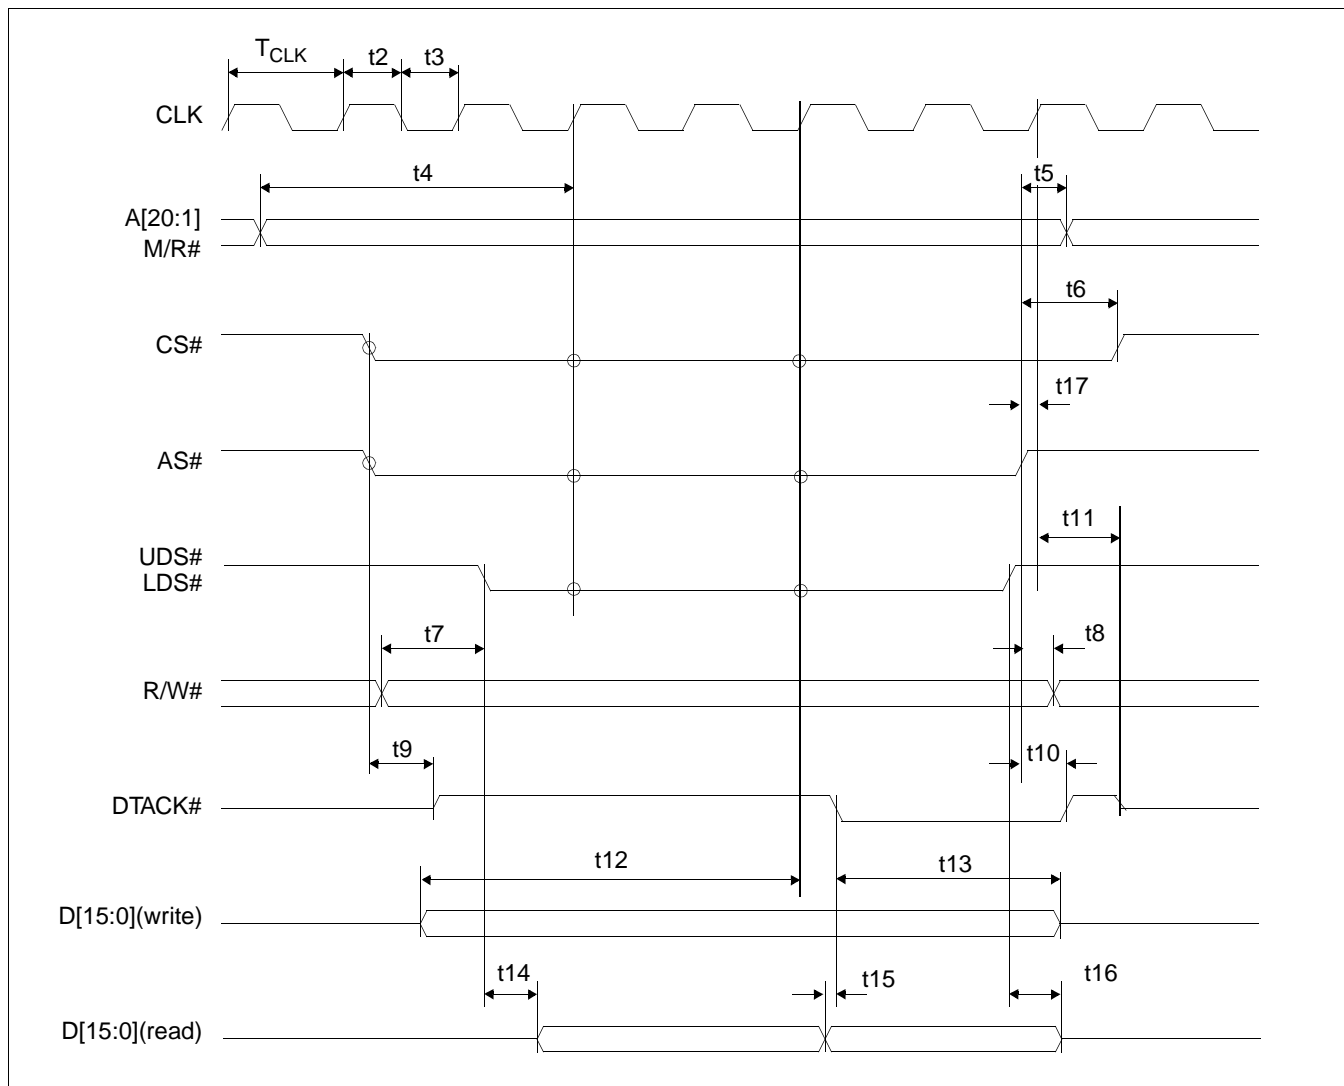 TCLK t2 t3
CLK
t4 t5
A[20:1]
M/R#
t6
CS#
t17
AS#
t11
UDS#
LDS#
t7 t8
R/W#
t9 t10
DTACK#
t12 t13
D[15:0](write)
t14 t15 t16
D[15:0](read)